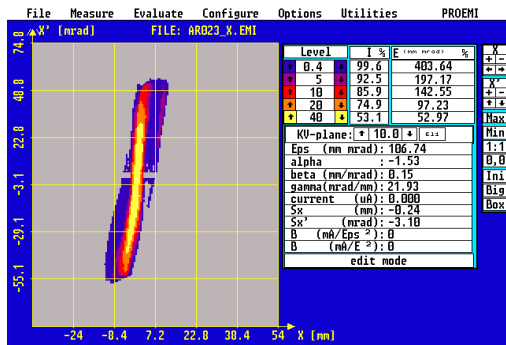 File Measure Evaluate Configure Options Utilities PROEMI
X' [mrad] FILE: AR023_X.EMI
74.8
48.8
22.8
-3.1
-29.1
-55.1
-24 -8.4 7.2 22.8 38.4 54 X [mm]
Level I % E (mm mrad) %
0.4 99.6 403.64
5 92.5 197.17
10 85.9 142.55
20 74.9 97.23
40 53.1 52.97
KV-plane: 10.0
Eps (mm mrad): 106.74
alpha : -1.53
beta (mm/mrad): 0.15
gamma(rad/mm): 21.93
current (uA): 0.000
Sx (mm): -0.24
Sx' (mrad): -3.10
B (mA/Eps ²): 0
B (mA/E ²): 0
edit mode
X
+ -
X'
+ -
Max
Min
1:1
0,0
Ini
Big
Box